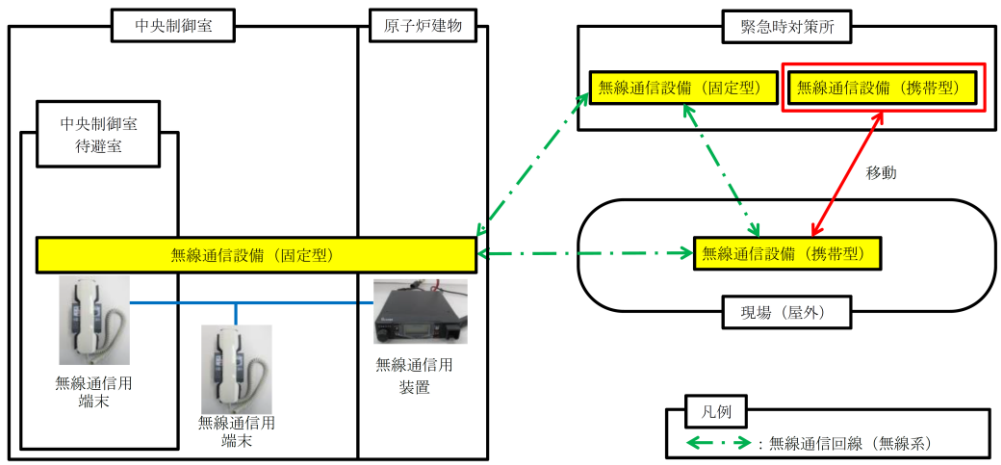 中央制御室
原子炉建物
緊急時対策所
無線通信設備（固定型）
無線通信設備（携帯型）
中央制御室
待避室
移動
無線通信設備（固定型）
無線通信設備（携帯型）
現場（屋外）
無線通信用
端末
無線通信用
端末
無線通信用
装置
凡例
：無線通信回線（無線系）